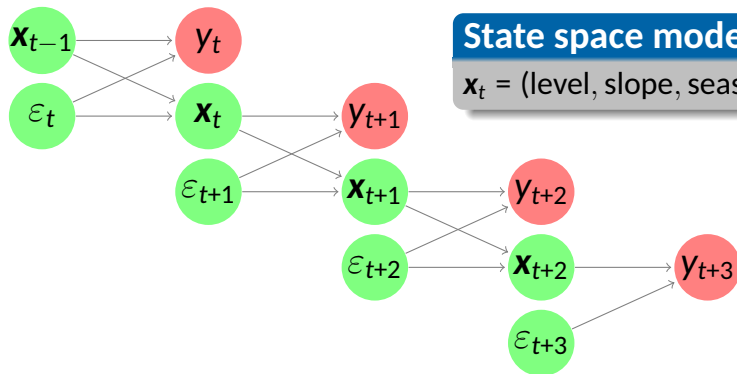 x_{t−1}
y_t
State space mode
x_t = (level, slope, seas
ε_t
x_t
y_{t+1}
ε_{t+1}
x_{t+1}
y_{t+2}
ε_{t+2}
x_{t+2}
y_{t+3}
ε_{t+3}